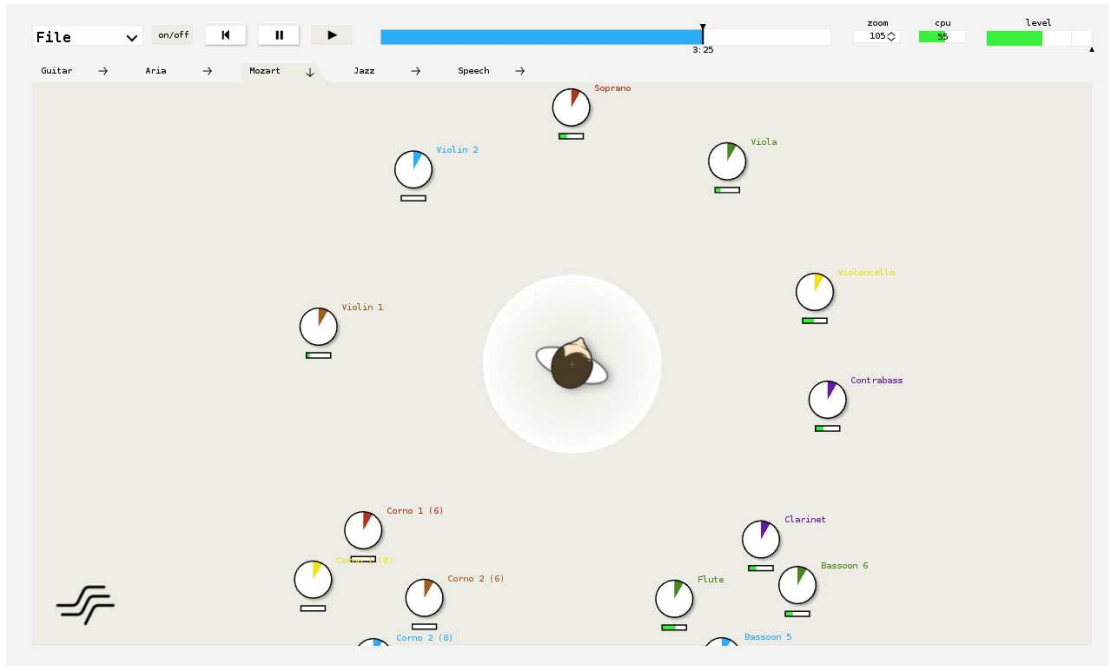 zoom cpu level
File on/off 105 55
3:25
Guitar Aria Mozart Jazz Speech
Soprano
Viola
Violin 2
Violoncello
Violin 1
Contrabass
Corno 1 (6)
Clarinet
(8)
Bassoon 6
Corno 2 (6)
Flute
Corno 2 (8)
Bassoon 5